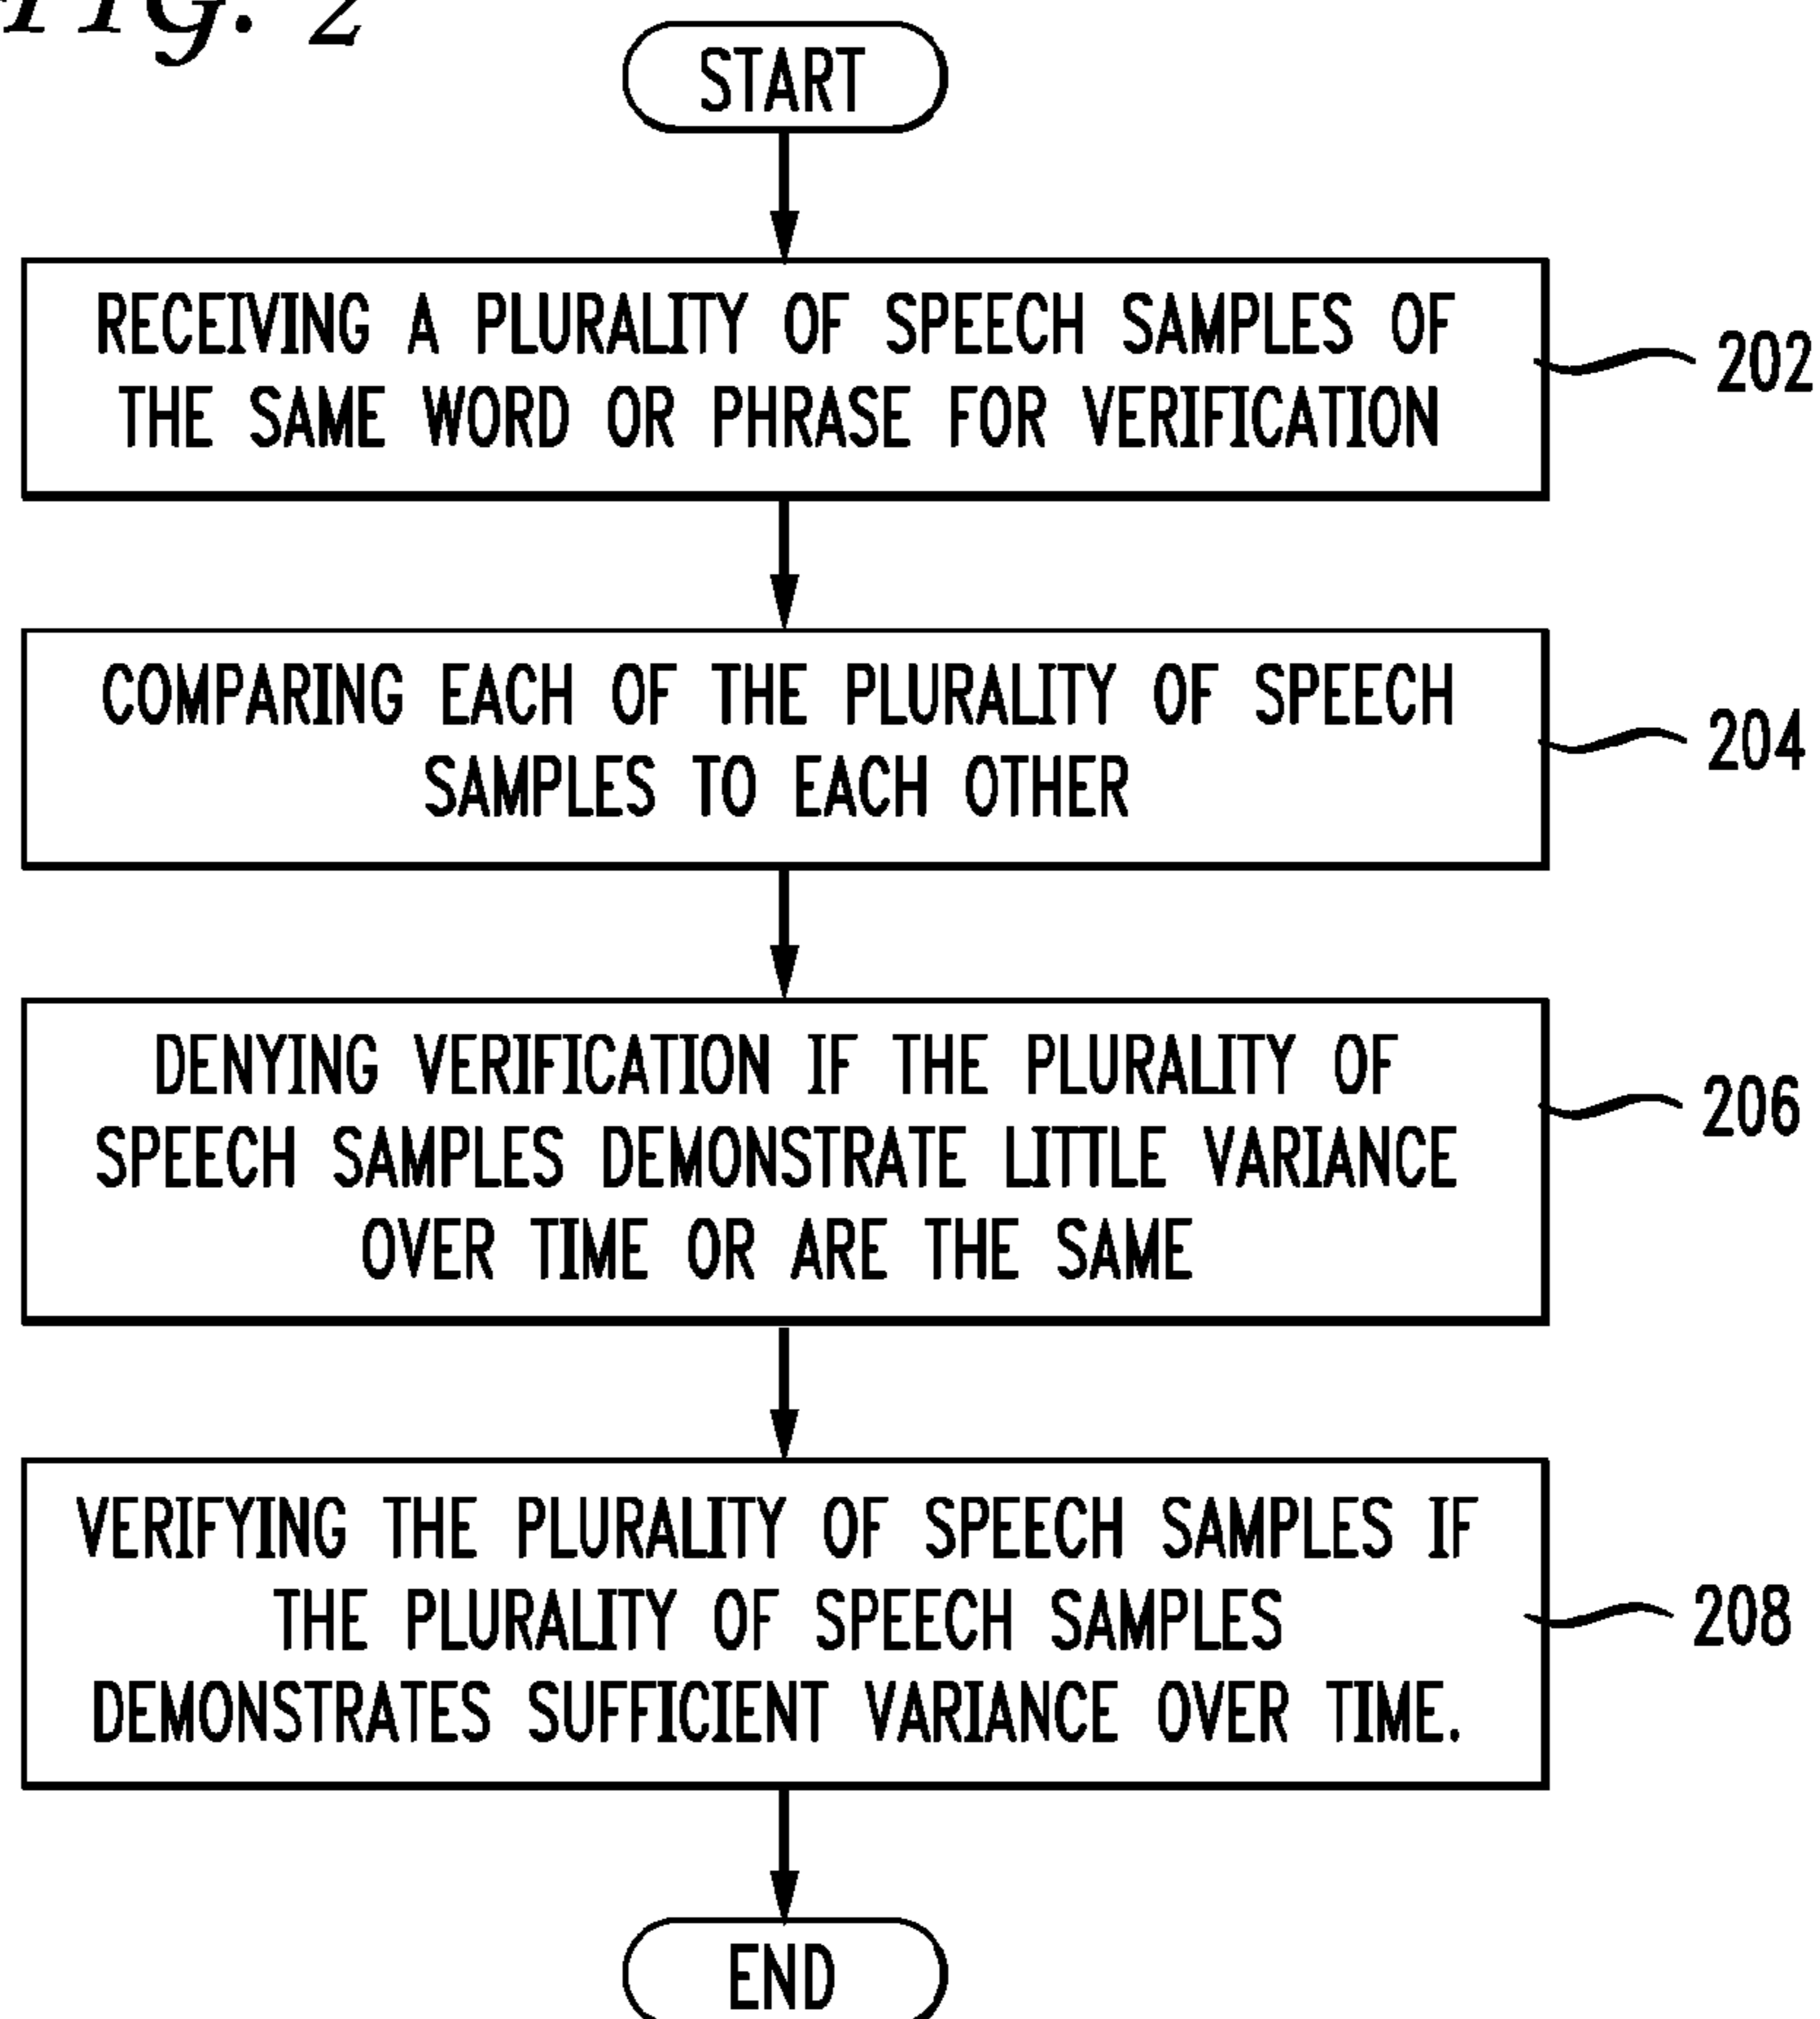 FIG. 2
START
RECEIVING A PLURALITY OF SPEECH SAMPLES OF
THE SAME WORD OR PHRASE FOR VERIFICATION
202
COMPARING EACH OF THE PLURALITY OF SPEECH
SAMPLES TO EACH OTHER
204
DENYING VERIFICATION IF THE PLURALITY OF
SPEECH SAMPLES DEMONSTRATE LITTLE VARIANCE
OVER TIME OR ARE THE SAME
206
VERIFYING THE PLURALITY OF SPEECH SAMPLES IF
THE PLURALITY OF SPEECH SAMPLES
DEMONSTRATES SUFFICIENT VARIANCE OVER TIME.
208
END